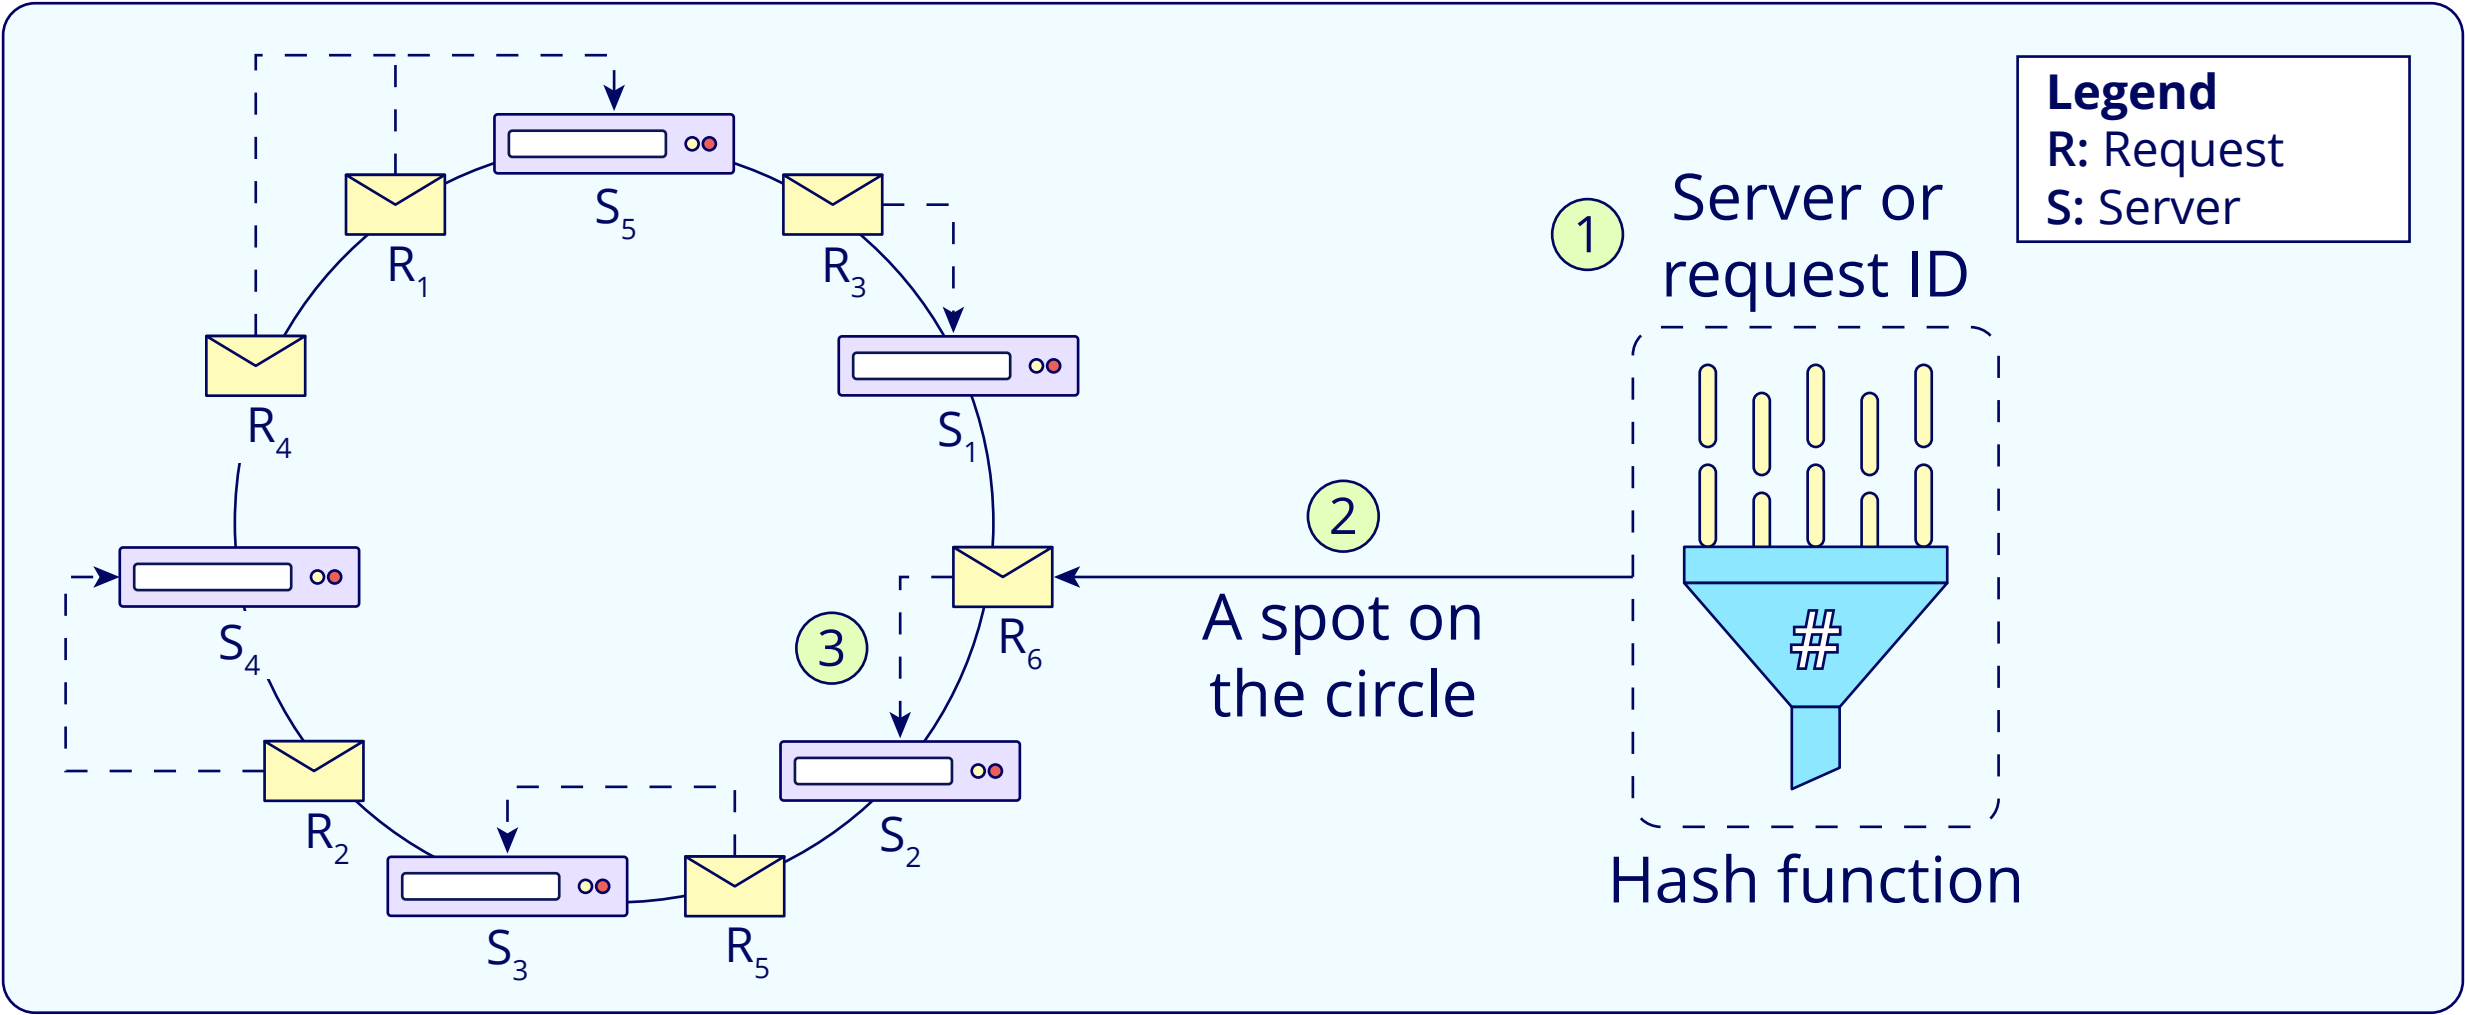 Legend
R: Request
S: Server
1
Server or
request ID
S5
R1
R3
R4
S1
2
A spot on
the circle
#
S4
3
R6
R2
S2
Hash function
S3
R5